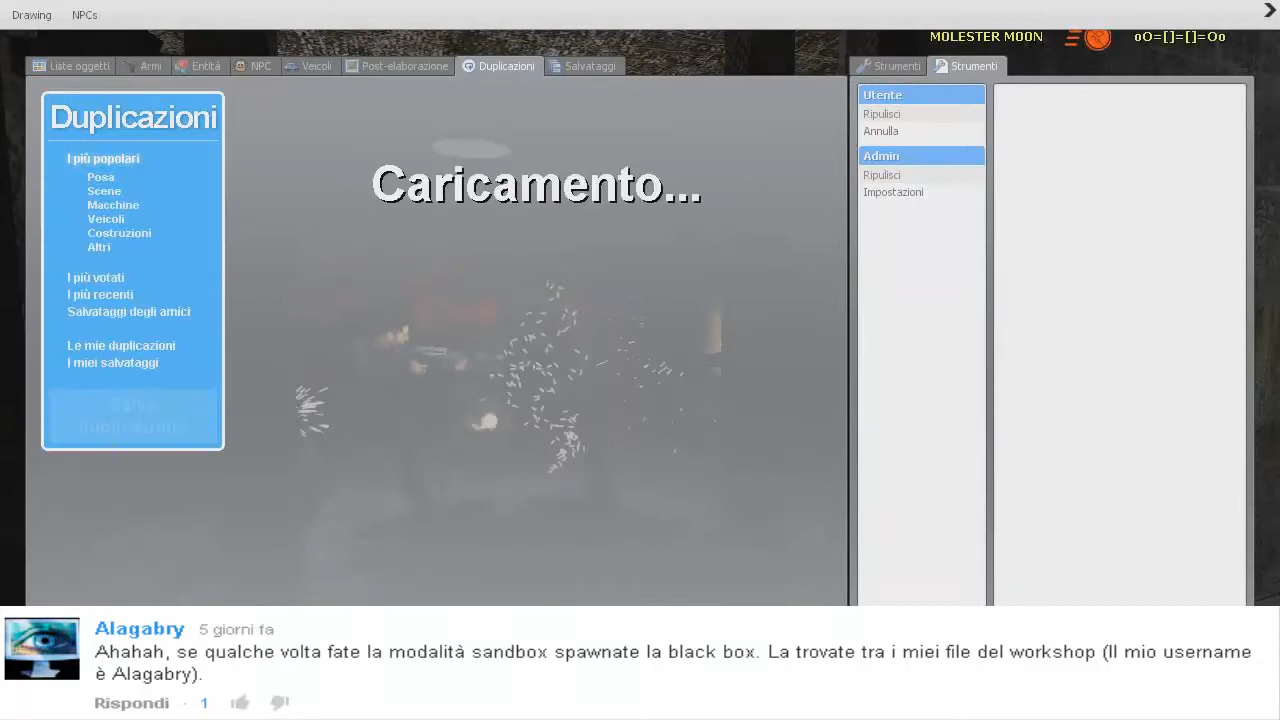 Drawing NPCs
MOLESTER MOON oO=[]=[]=Oo
Liste oggetti Armi Entità NPC Veicoli Post-elaborazione Duplicazioni Salvataggi
Strumenti Strumenti
Duplicazioni
I più popolari
Posa
Scene
Macchine
Veicoli
Costruzioni
Altri
I più votati
I più recenti
Salvataggi degli amici
Le mie duplicazioni
I miei salvataggi
Caricamento...
Utente
Ripulisci
Annulla
Admin
Ripulisci
Impostazioni
Alagabry 5 giorni fa
Ahahah, se qualche volta fate la modalità sandbox spawnate la black box. La trovate tra i miei file del workshop (Il mio username
è Alagabry).
Rispondi · 1